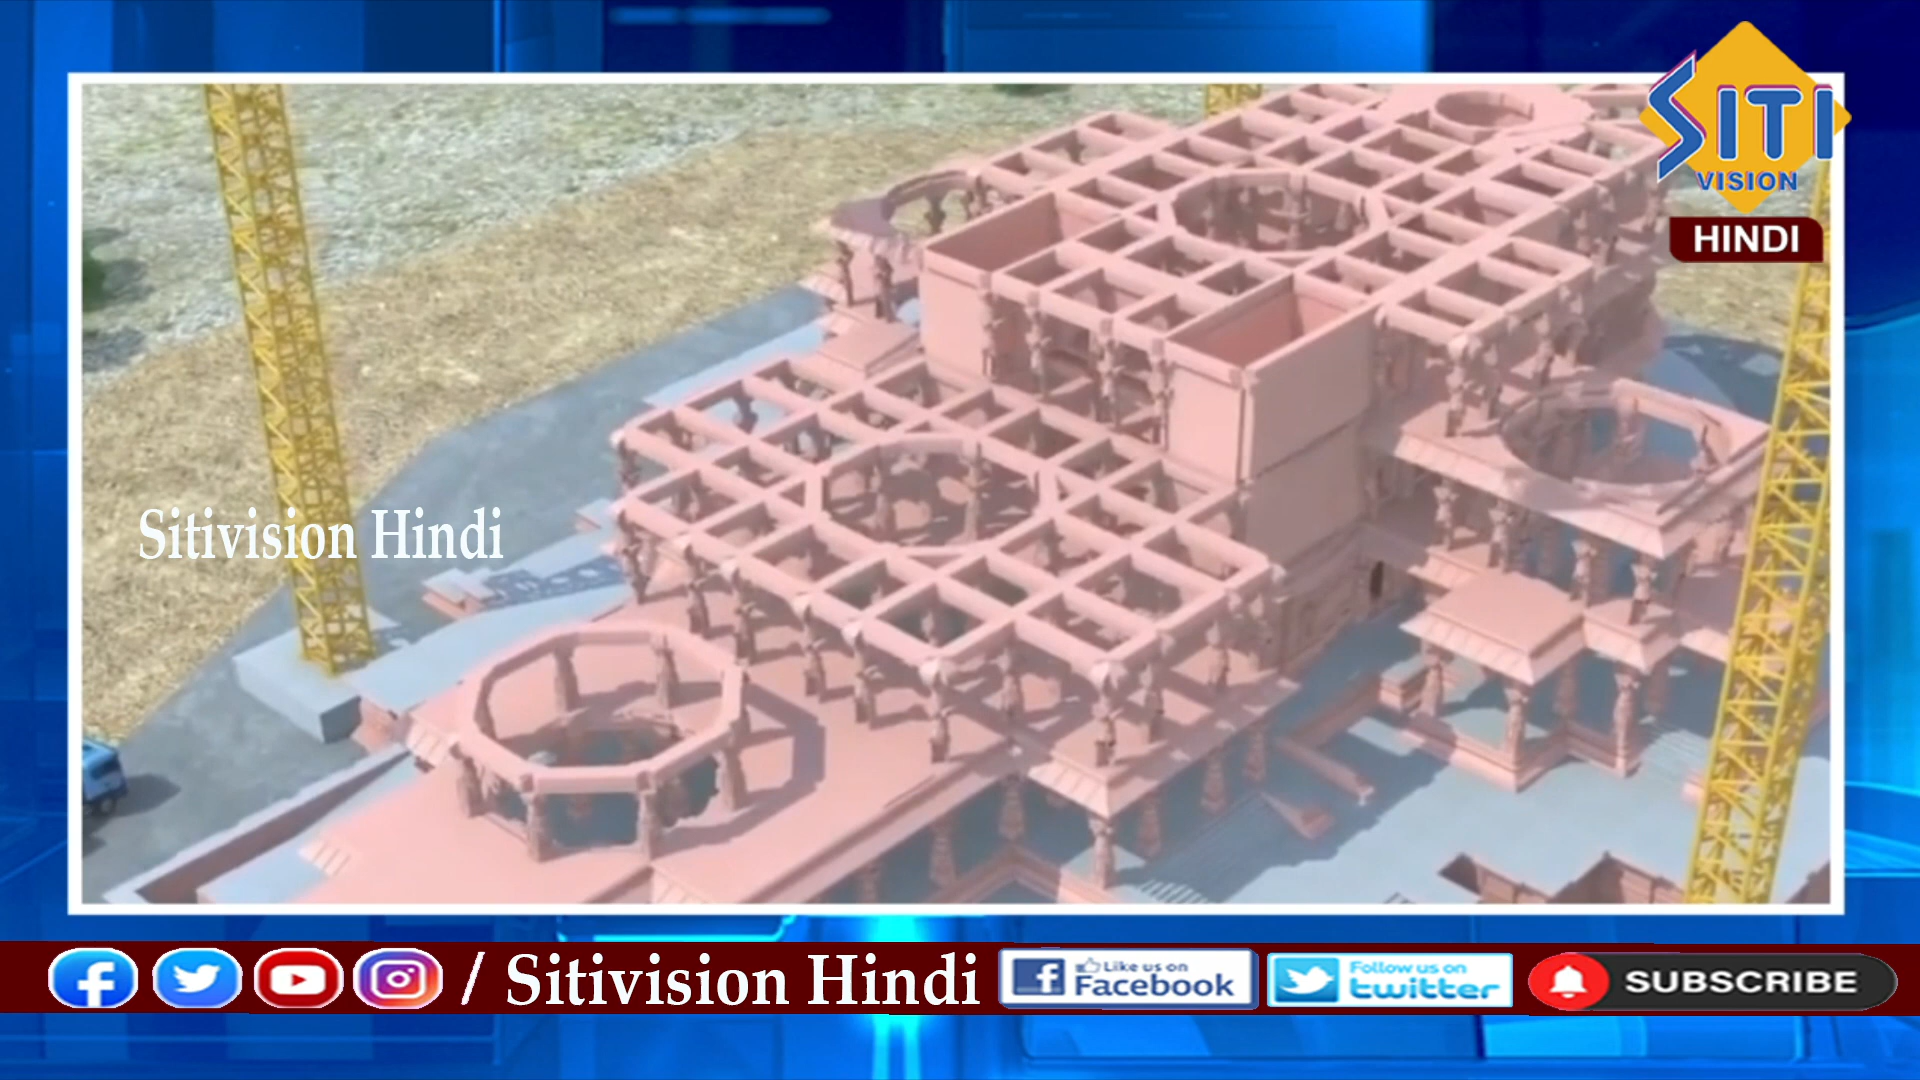 SITI
VISION
HINDI
Sitivision Hindi
/ Sitivision Hindi
Like us on
Facebook
Follow us on
twitter
SUBSCRIBE